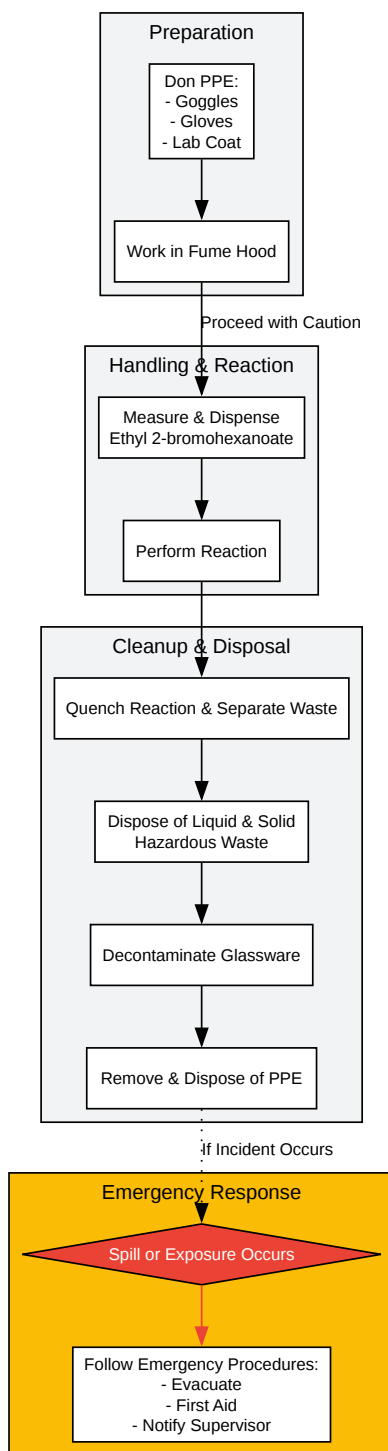 Preparation
Don PPE:
- Goggles
- Gloves
- Lab Coat
Work in Fume Hood
Proceed with Caution
Handling & Reaction
Measure & Dispense
Ethyl 2-bromohexanoate
Perform Reaction
Cleanup & Disposal
Quench Reaction & Separate Waste
Dispose of Liquid & Solid
Hazardous Waste
Decontaminate Glassware
Remove & Dispose of PPE
If Incident Occurs
Emergency Response
Spill or Exposure Occurs
Follow Emergency Procedures:
- Evacuate
- First Aid
- Notify Supervisor